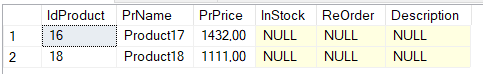 IdProduct PrName PrPrice InStock ReOrder Description
1 16 Product17 1432,00 NULL NULL NULL
2 18 Product18 1111,00 NULL NULL NULL